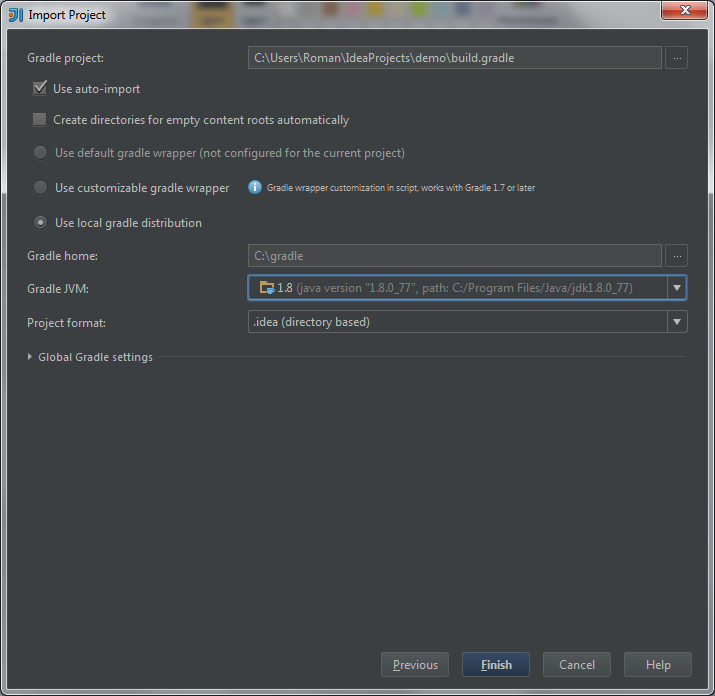 Import Project
Gradle project: C:\Users\Roman\IdeaProjects\demo\build.gradle ...
Use auto-import
Create directories for empty content roots automatically
Use default gradle wrapper (not configured for the current project)
Use customizable gradle wrapper Gradle wrapper customization in script, works with Gradle 1.7 or later
Use local gradle distribution
Gradle home: C:\gradle ...
Gradle JVM: 1.8 (java version "1.8.0_77", path: C:/Program Files/Java/jdk1.8.0_77)
Project format: .idea (directory based)
Global Gradle settings
Previous Finish Cancel Help